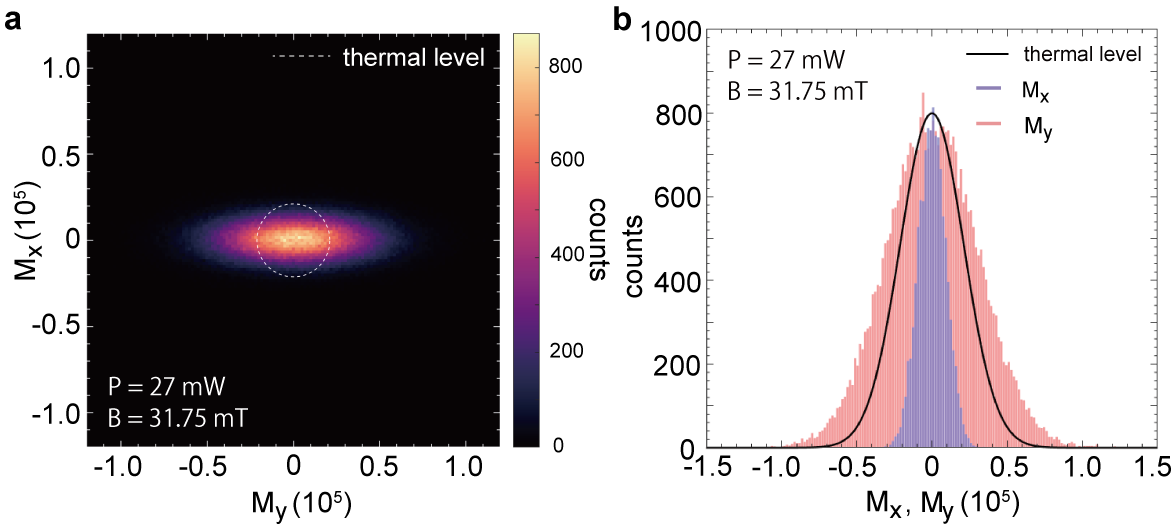 a
thermal level
P = 27 mW
B = 31.75 mT
1.0
0.5
0
-0.5
-1.0
Mx (10⁵)
-1.0 -0.5 0 0.5 1.0
My (10⁵)
800
600
400
200
0
counts
b
P = 27 mW
B = 31.75 mT
thermal level
Mx
My
1000
800
600
400
200
0
counts
-1.5 -1.0 -0.5 0 0.5 1.0 1.5
Mx, My (10⁵)